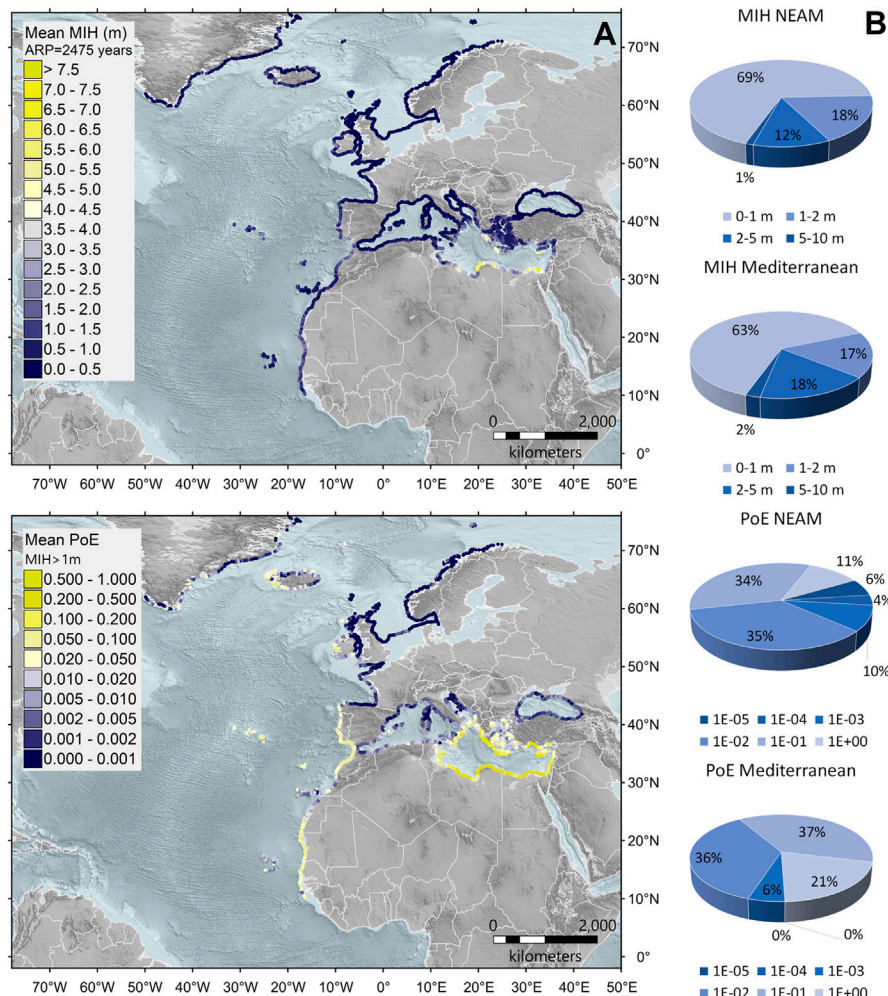 A
Mean MIH (m)
ARP=2475 years
> 7.5
7.0 - 7.5
6.5 - 7.0
6.0 - 6.5
5.5 - 6.0
5.0 - 5.5
4.5 - 5.0
4.0 - 4.5
3.5 - 4.0
3.0 - 3.5
2.5 - 3.0
2.0 - 2.5
1.5 - 2.0
1.0 - 1.5
0.5 - 1.0
0.0 - 0.5
70°N
60°N
50°N
40°N
30°N
20°N
10°N
0°
0 2,000
kilometers
70°W 60°W 50°W 40°W 30°W 20°W 10°W 0° 10°E 20°E 30°E 40°E 50°E
Mean PoE
MIH>1m
0.500 - 1.000
0.200 - 0.500
0.100 - 0.200
0.050 - 0.100
0.020 - 0.050
0.010 - 0.020
0.005 - 0.010
0.002 - 0.005
0.001 - 0.002
0.000 - 0.001
70°N
60°N
50°N
40°N
30°N
20°N
10°N
0°
0 2,000
kilometers
70°W 60°W 50°W 40°W 30°W 20°W 10°W 0° 10°E 20°E 30°E 40°E 50°E
B
MIH NEAM
69%
18%
12%
1%
0-1 m 1-2 m
2-5 m 5-10 m
MIH Mediterranean
63%
17%
18%
2%
0-1 m 1-2 m
2-5 m 5-10 m
PoE NEAM
11%
34% 6%
4%
35%
10%
1E-05 1E-04 1E-03
1E-02 1E-01 1E+00
PoE Mediterranean
37%
36%
6% 21%
0% 0%
1E-05 1E-04 1E-03
1E-02 1E-01 1E+00